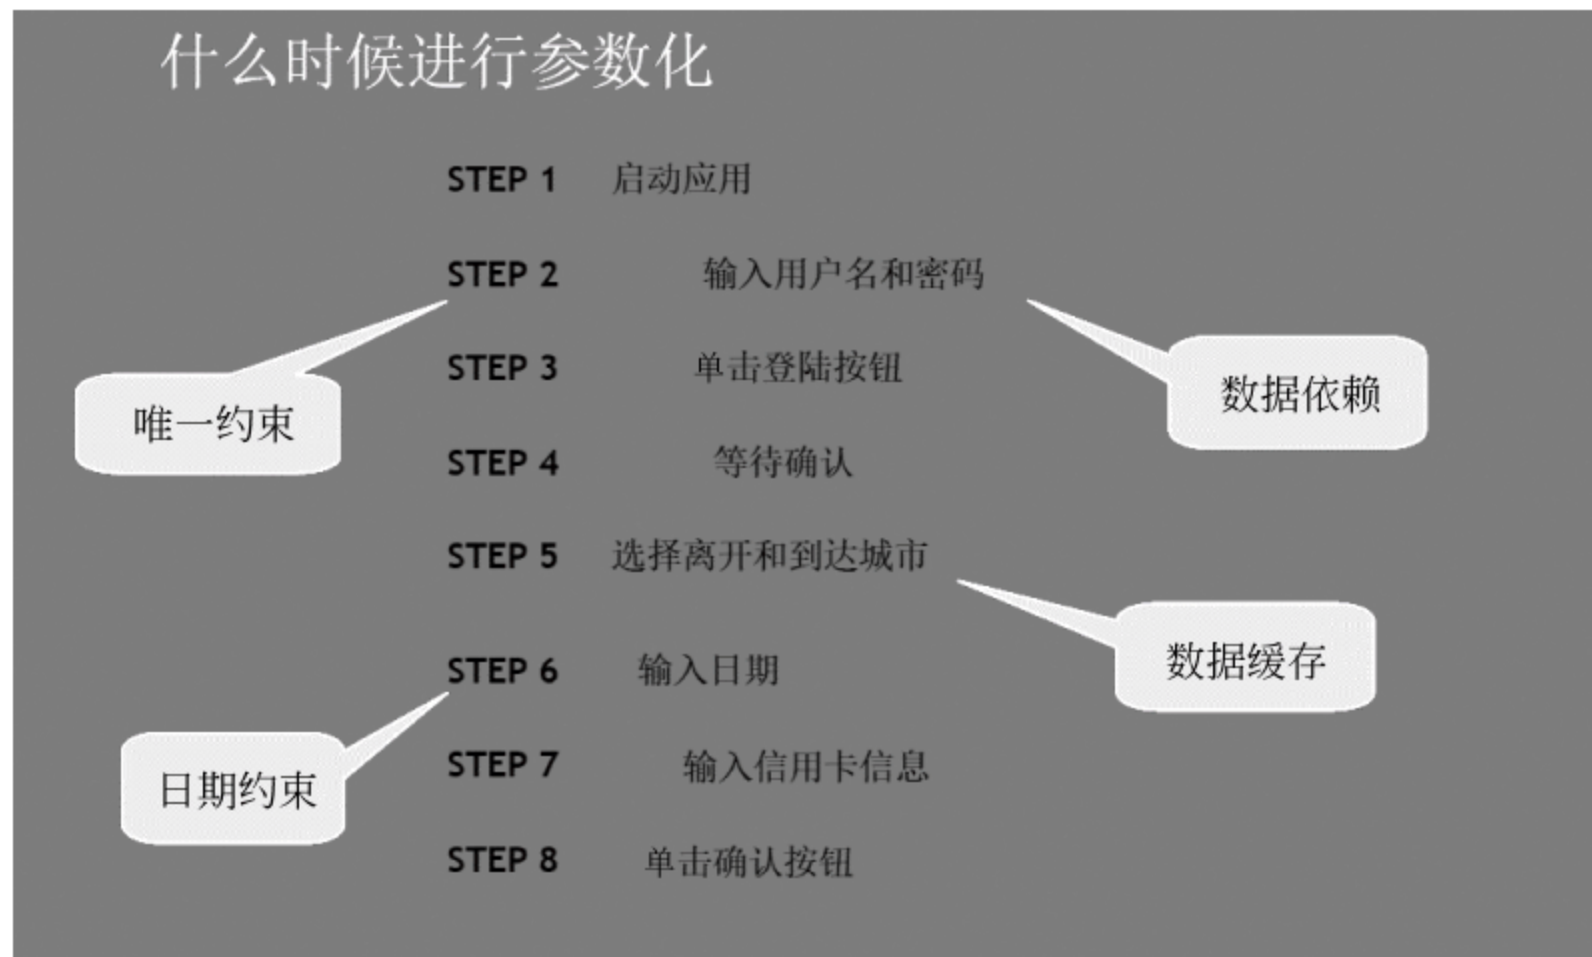 什么时候进行参数化
STEP 1 启动应用
STEP 2 输入用户名和密码
STEP 3 单击登陆按钮
数据依赖
唯一约束
STEP 4 等待确认
STEP 5 选择离开和到达城市
STEP 6 输入日期
数据缓存
STEP 7 输入信用卡信息
日期约束
STEP 8 单击确认按钮